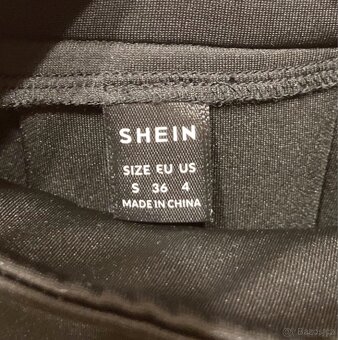 SHEIN
SIZE EU US
S 36 4
MADE IN CHINA